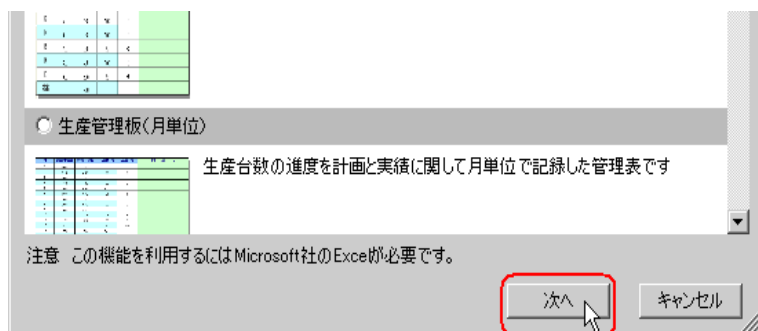 生産管理板(月単位)
生産台数の進度を計画と実績に関して月単位で記録した管理表です
注意 この機能を利用するにはMicrosoft社のExcelが必要です。
次へ
キャンセル